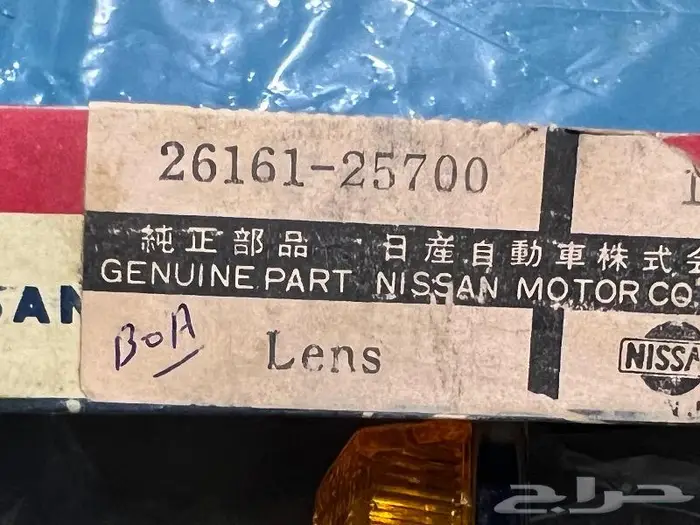 26161-25700
純正部品 日産自動車株式会
GENUINE PART NISSAN MOTOR CO
BOA Lens
NISSA
SAN
حراج